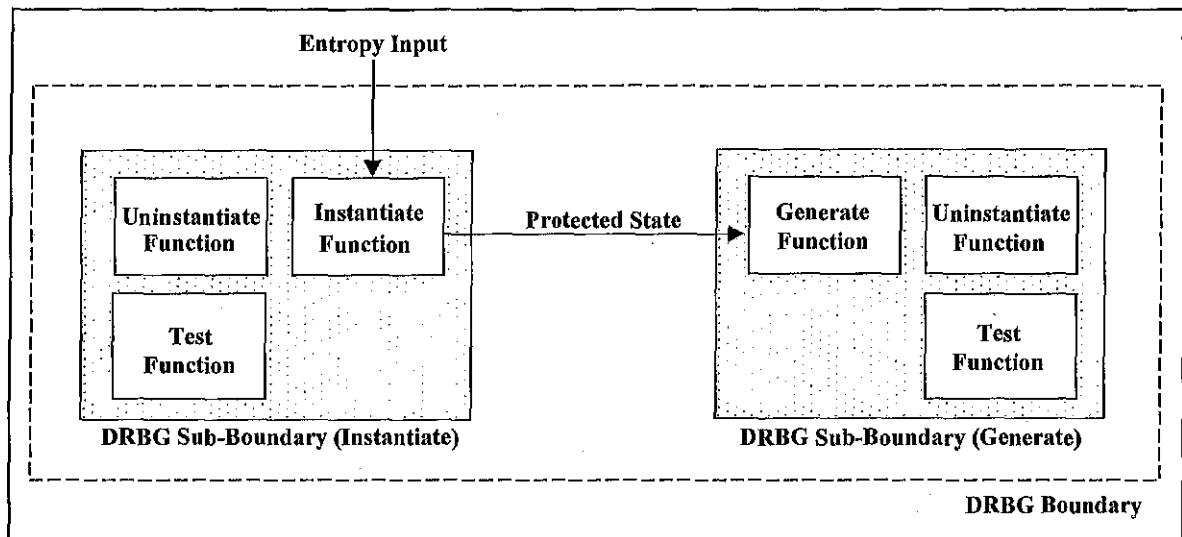 Entropy Input
Uninstantiate
Function
Instantiate
Function
Protected State
Generate
Function
Uninstantiate
Function
Test
Function
Test
Function
DRBG Sub-Boundary (Instantiate)
DRBG Sub-Boundary (Generate)
DRBG Boundary